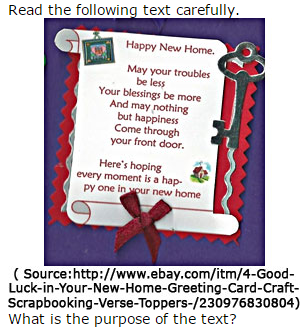 Read the following text carefully.
Happy New Home.
May your troubles
be less
Your blessings be more
And may nothing
but happiness
Come through
your front door.
Here's hoping
every moment is a hap-
py one in your new home
( Source:http://www.ebay.com/itm/4-Good-
Luck-in-Your-New-Home-Greeting-Card-Craft-
Scrapbooking-Verse-Toppers-/230976830804)
What is the purpose of the text?